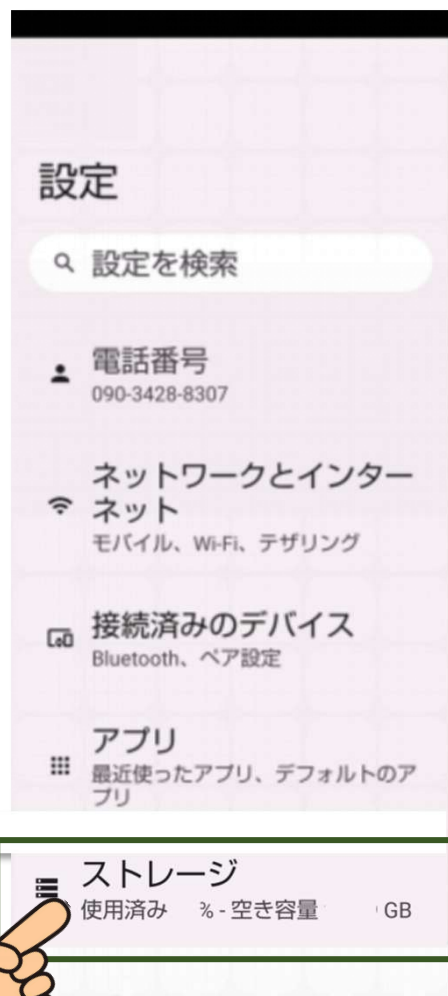 設定
設定を検索
電話番号
090-3428-8307
ネットワークとインター
ネット
モバイル、Wi-Fi、テザリング
接続済みのデバイス
Bluetooth、ペア設定
アプリ
最近使ったアプリ、デフォルトのア
プリ
ストレージ
使用済み % - 空き容量 GB